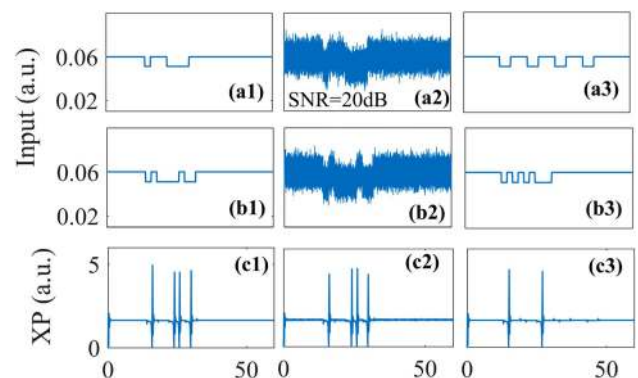 Input (a.u.)
0.06
0.02
(a1)
SNR=20dB
(a2)
(a3)
0.06
0.02
(b1)
(b2)
(b3)
XP (a.u.)
5
0
(c1)
(c2)
(c3)
0
50
0
50
0
50